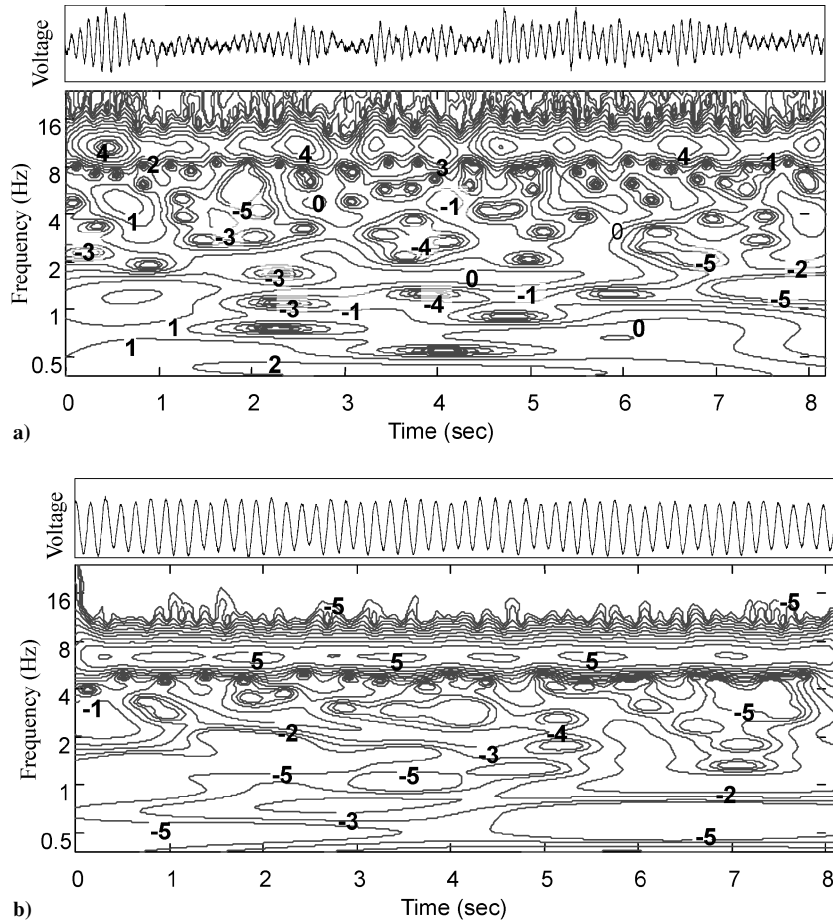 Voltage
Frequency (Hz)
16
8
4
2
1
0.5
4 4 4
2 3 1
-5 0 -1
1 0
-3 -3 -4 -5
-3 0 -2
-3 -4 -1 -5
1 -1
1 0
2
0 1 2 3 4 5 6 7 8
Time (sec)
a)
Voltage
Frequency (Hz)
16
8
4
2
1
0.5
-5 -5
5 5 5
-1 -5
-2 -4
-3
-5 -5
-2
-5 -3 -5
0 1 2 3 4 5 6 7 8
Time (sec)
b)